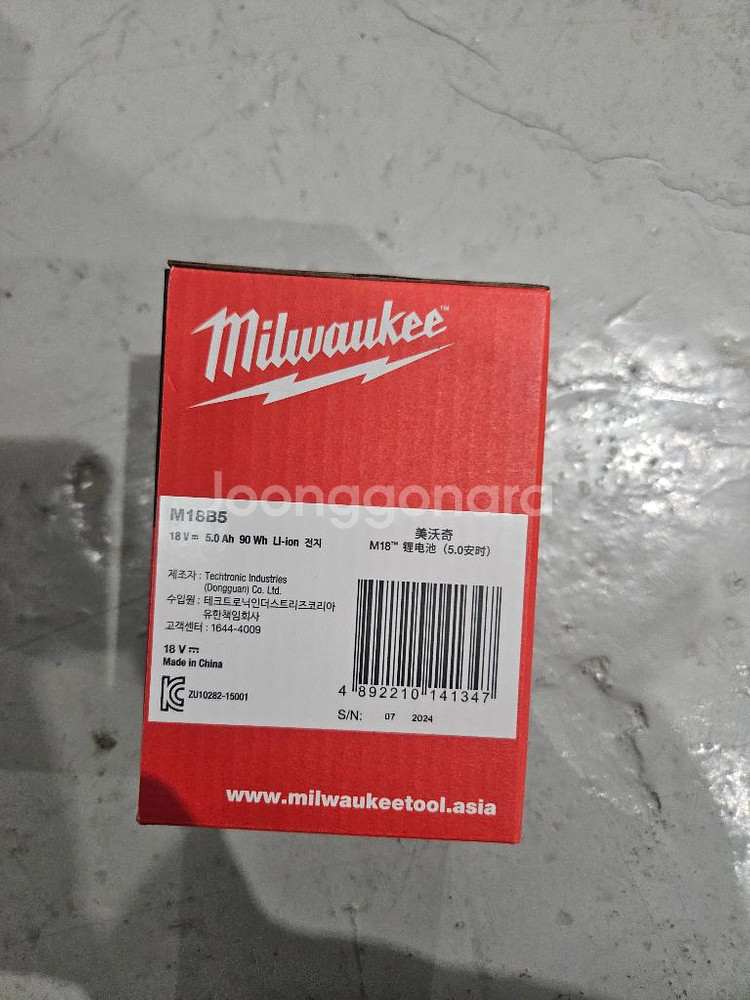 Milwaukee™
Joonggonara
M18B5
18 V⎓ 5.0 Ah 90 Wh LI-ion 전지
美沃奇
M18™ 锂电池（5.0安时）
제조자 : Techtronic Industries
(Dongguan) Co. Ltd.
수입원 : 테크트로닉인더스트리즈코리아
유한책임회사
고객센터 : 1644-4009
18 V⎓
Made in China
ZU10282-15001
4 892210 141347
S/N: 07 2024
www.milwaukeetool.asia